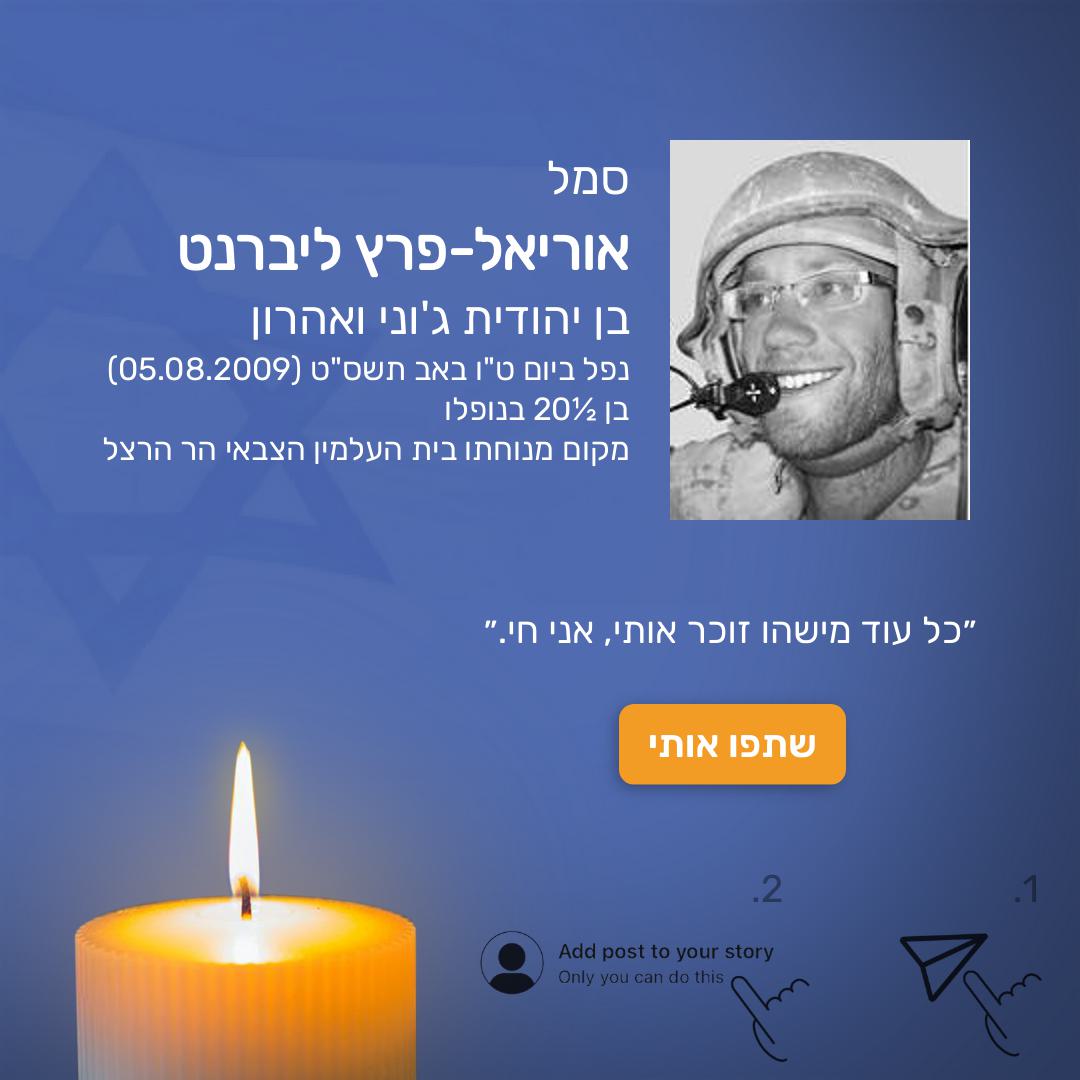 סמל
אוריאל-פרץ ליברנט
בן יהודית ג'וני ואהרון
נפל ביום ט"ו באב תשס"ט (05.08.2009)
בן 20½ בנופלו
מקום מנוחתו בית העלמין הצבאי הר הרצל
״כל עוד מישהו זוכר אותי, אני חי.״
שתפו אותי
.1
.2
Add post to your story
Only you can do this